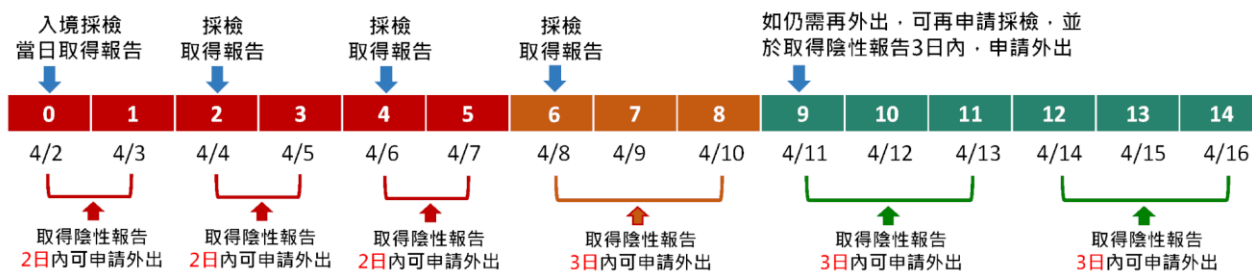 入境採檢
當日取得報告
採檢
取得報告
採檢
取得報告
採檢
取得報告
如仍需再外出，可再申請採檢，並
於取得陰性報告3日內，申請外出
0 1 2 3 4 5 6 7 8 9 10 11 12 13 14
4/2 4/3 4/4 4/5 4/6 4/7 4/8 4/9 4/10 4/11 4/12 4/13 4/14 4/15 4/16
取得陰性報告
2日內可申請外出
取得陰性報告
2日內可申請外出
取得陰性報告
2日內可申請外出
取得陰性報告
3日內可申請外出
取得陰性報告
3日內可申請外出
取得陰性報告
3日內可申請外出